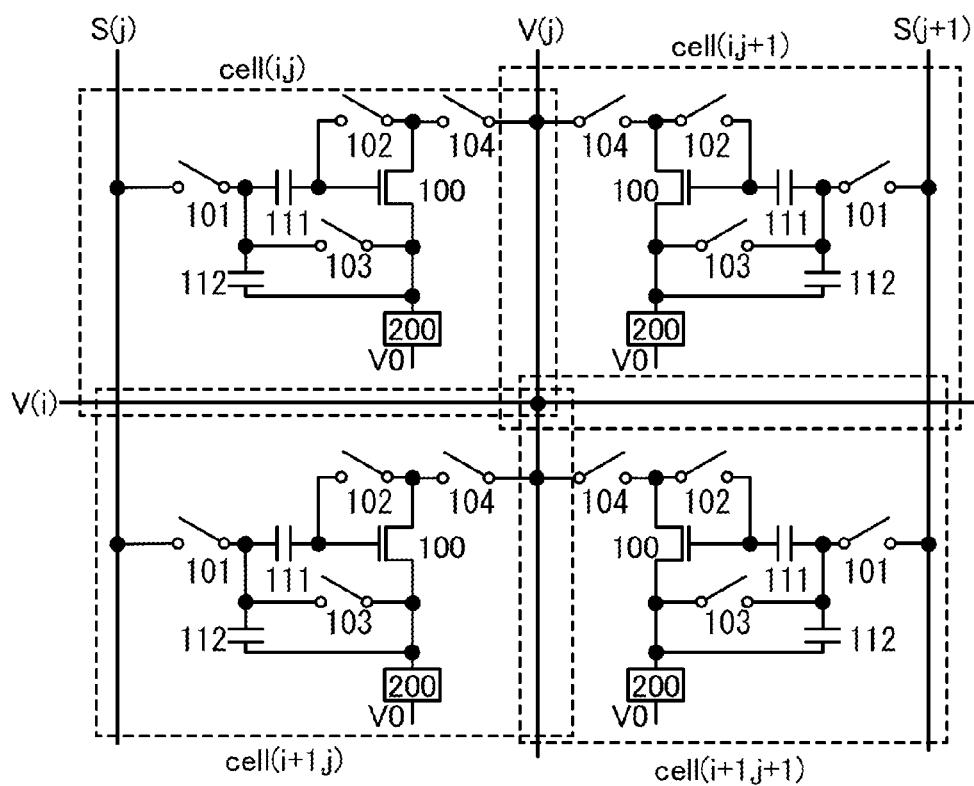 S(j) V(j) S(j+1)
cell(i,j) cell(i,j+1)
102 104 104 102
101 111 100 100 111 101
103 103
112 112
200 200
V0 V0
V(i)
102 104 104 102
101 111 100 100 111 101
103 103
112 112
200 200
V0 V0
cell(i+1,j) cell(i+1,j+1)